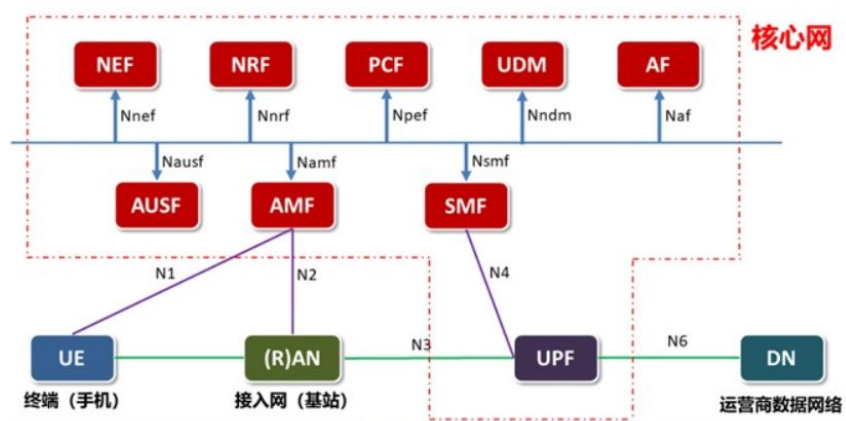 核心网
NEF
NRF
PCF
UDM
AF
Nnef
Nnrf
Npef
Nndm
Naf
Nausf
Namf
Nsmf
AUSF
AMF
SMF
N1
N2
N4
N3
N6
UE
(R)AN
UPF
DN
终端（手机）
接入网（基站）
运营商数据网络